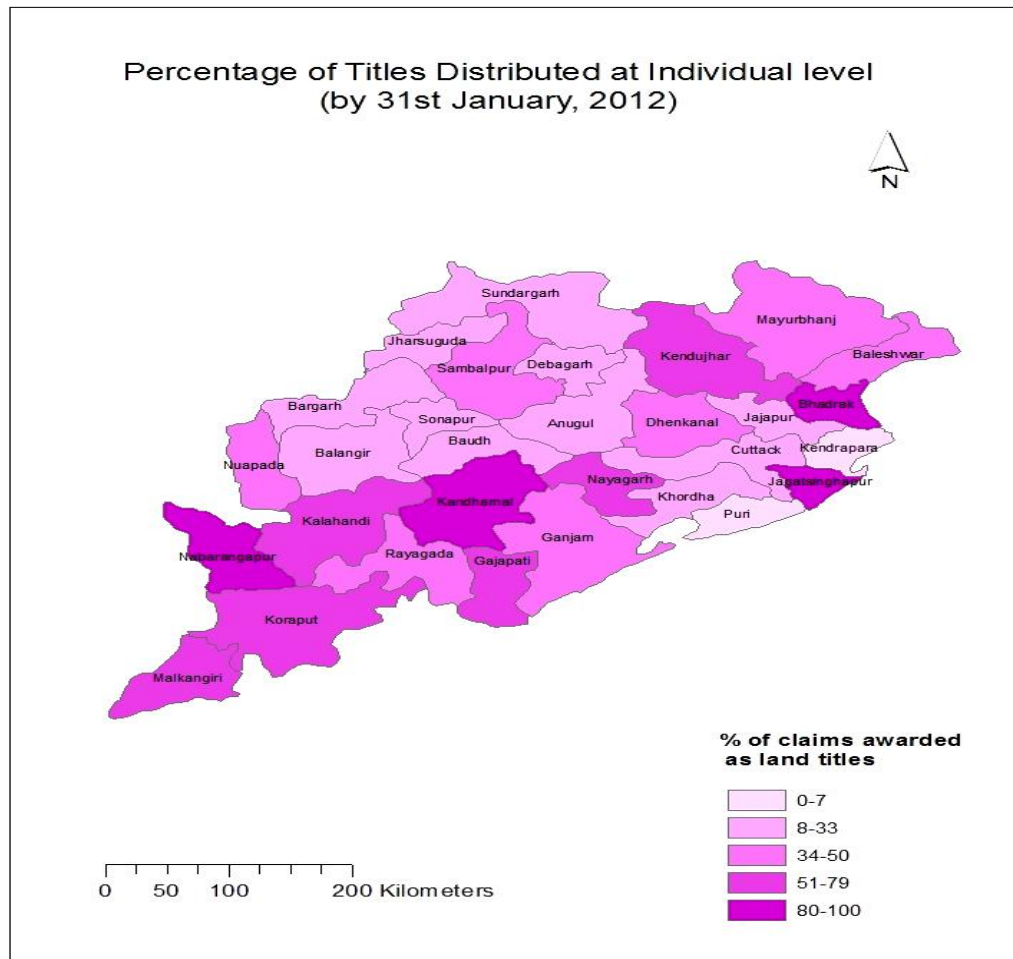 Percentage of Titles Distributed at Individual level
(by 31st January, 2012)
N
Sundargarh
Mayurbhanj
Jharsuguda
Kendujhar
Baleshwar
Debagarh
Sambalpur
Bhadrak
Bargarh
Sonapur
Anugul
Dhenkanal
Jajapur
Baudh
Balangir
Cuttack
Kendrapara
Nuapada
Nayagarh
Jagatsinghapur
Kandhamal
Khordha
Puri
Kalahandi
Ganjam
Nabarangapur
Rayagada
Gajapati
Koraput
Malkangiri
% of claims awarded
as land titles
0-7
8-33
34-50
51-79
80-100
0 50 100 200 Kilometers